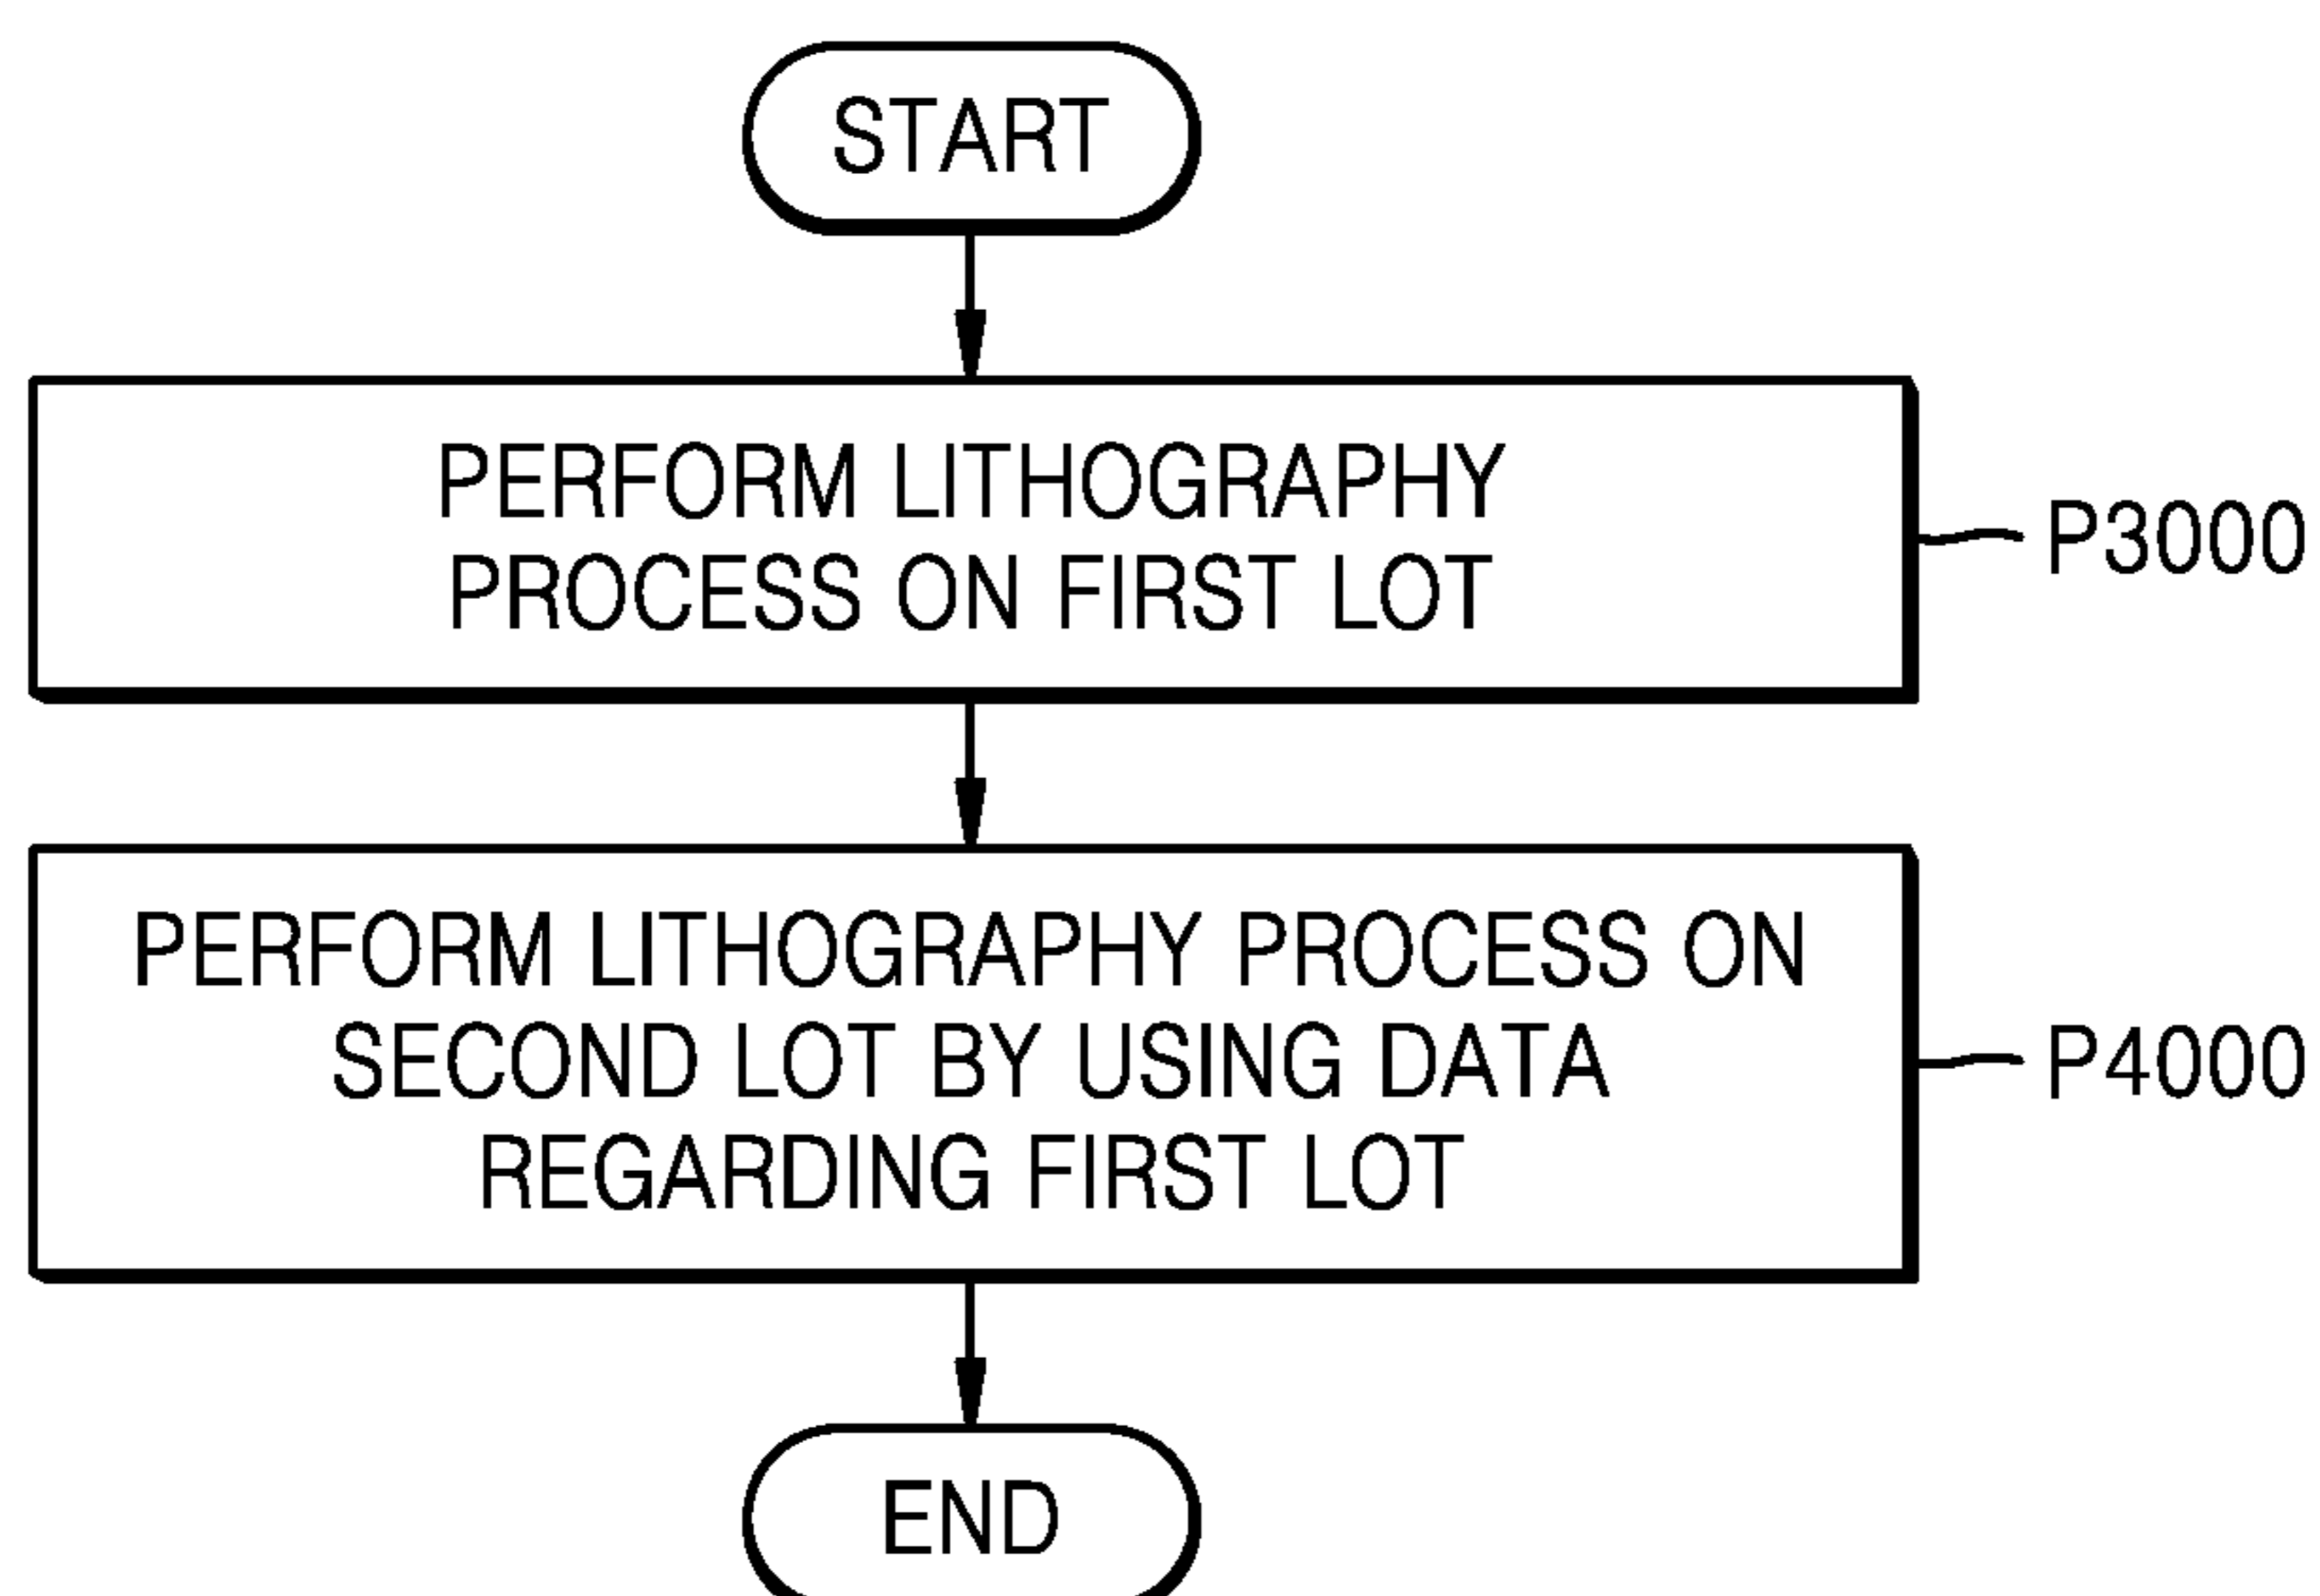 START
PERFORM LITHOGRAPHY
PROCESS ON FIRST LOT
P3000
PERFORM LITHOGRAPHY PROCESS ON
SECOND LOT BY USING DATA
REGARDING FIRST LOT
P4000
END